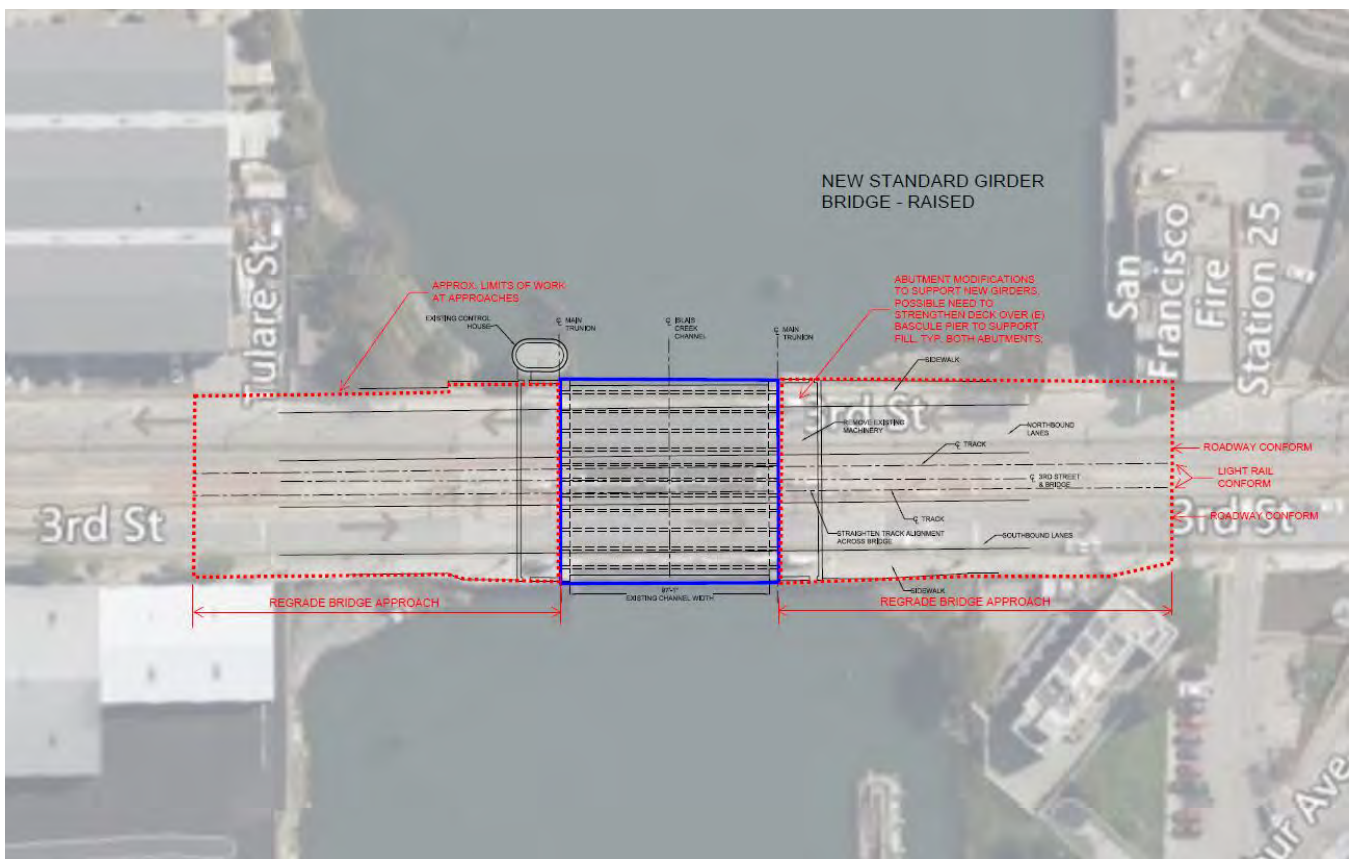 NEW STANDARD GIRDER
BRIDGE - RAISED
San
Francisco
Fire
Station 25
Tulare St
APPROX. LIMITS OF WORK
AT APPROACHES
EXISTING CONTROL
HOUSE
℄ MAIN
TRUNION
℄ ISLAIS
CREEK
CHANNEL
℄ MAIN
TRUNION
ABUTMENT MODIFICATIONS
TO SUPPORT NEW GIRDERS,
POSSIBLE NEED TO
STRENGTHEN DECK OVER (E)
BASCULE PIER TO SUPPORT
FILL, TYP. BOTH ABUTMENTS;
SIDEWALK
3rd St
REMOVE EXISTING
MACHINERY
NORTHBOUND
LANES
℄ TRACK
ROADWAY CONFORM
LIGHT RAIL
CONFORM
℄ 3RD STREET
& BRIDGE
3rd St
3rd St
ROADWAY CONFORM
℄ TRACK
STRAIGHTEN TRACK ALIGNMENT
ACROSS BRIDGE
SOUTHBOUND LANES
SIDEWALK
EXISTING CHANNEL WIDTH
REGRADE BRIDGE APPROACH
REGRADE BRIDGE APPROACH
ur Ave